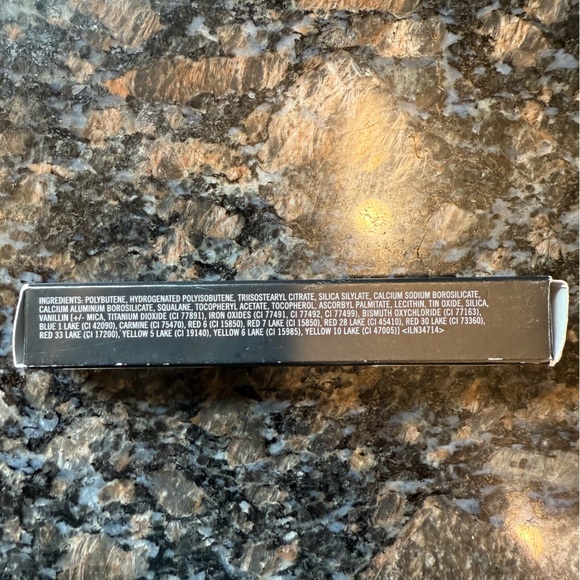 INGREDIENTS: POLYBUTENE, HYDROGENATED POLYISOBUTENE, TRIISOSTEARYL CITRATE, SILICA SILYLATE, CALCIUM SODIUM BOROSILICATE,
CALCIUM ALUMINUM BOROSILICATE, SQUALANE, TOCOPHERYL ACETATE, TOCOPHEROL, ASCORBYL PALMITATE, LECITHIN, TIN OXIDE, SILICA,
VANILLIN [+/- MICA, TITANIUM DIOXIDE (CI 77891), IRON OXIDES (CI 77491, CI 77492, CI 77499), BISMUTH OXYCHLORIDE (CI 77163),
BLUE 1 LAKE (CI 42090), CARMINE (CI 75470), RED 6 (CI 15850), RED 7 LAKE (CI 15850), RED 28 LAKE (CI 45410), RED 30 LAKE (CI 73360),
RED 33 LAKE (CI 17200), YELLOW 5 LAKE (CI 19140), YELLOW 6 LAKE (CI 15985), YELLOW 10 LAKE (CI 47005)] <ILN34714>